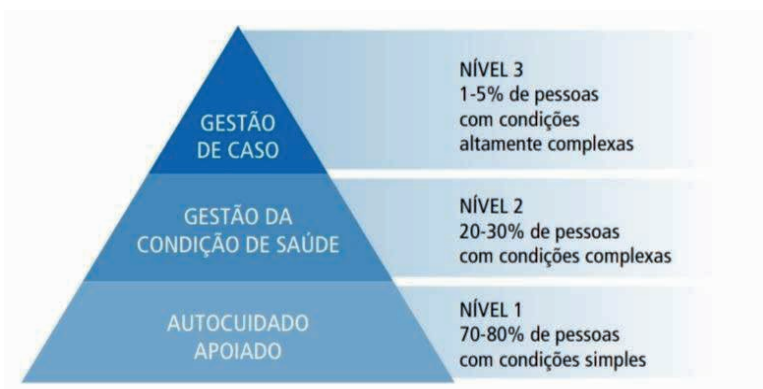 GESTÃO
DE CASO
NÍVEL 3
1-5% de pessoas
com condições
altamente complexas
GESTÃO DA
CONDIÇÃO DE SAÚDE
NÍVEL 2
20-30% de pessoas
com condições complexas
AUTOCUIDADO
APOIADO
NÍVEL 1
70-80% de pessoas
com condições simples